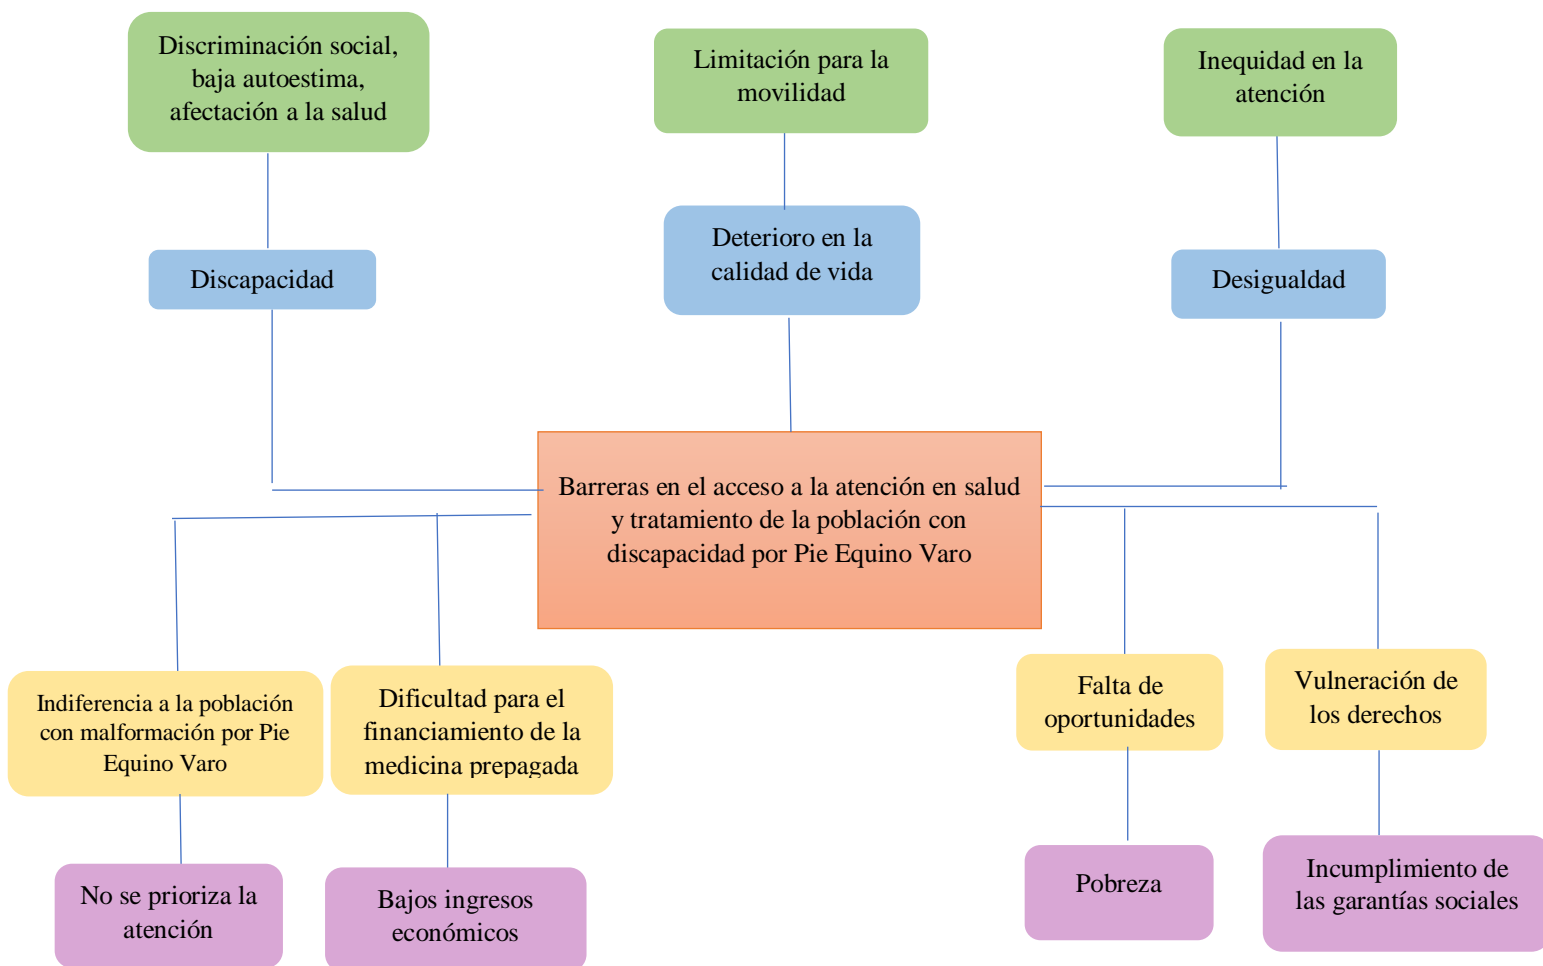 Discriminación social,
baja autoestima,
afectación a la salud
Limitación para la
movilidad
Inequidad en la
atención
Discapacidad
Deterioro en la
calidad de vida
Desigualdad
Barreras en el acceso a la atención en salud
y tratamiento de la población con
discapacidad por Pie Equino Varo
Indiferencia a la población
con malformación por Pie
Equino Varo
Dificultad para el
financiamiento de la
medicina prepagada
Falta de
oportunidades
Vulneración de
los derechos
No se prioriza la
atención
Bajos ingresos
económicos
Pobreza
Incumplimiento de
las garantías sociales